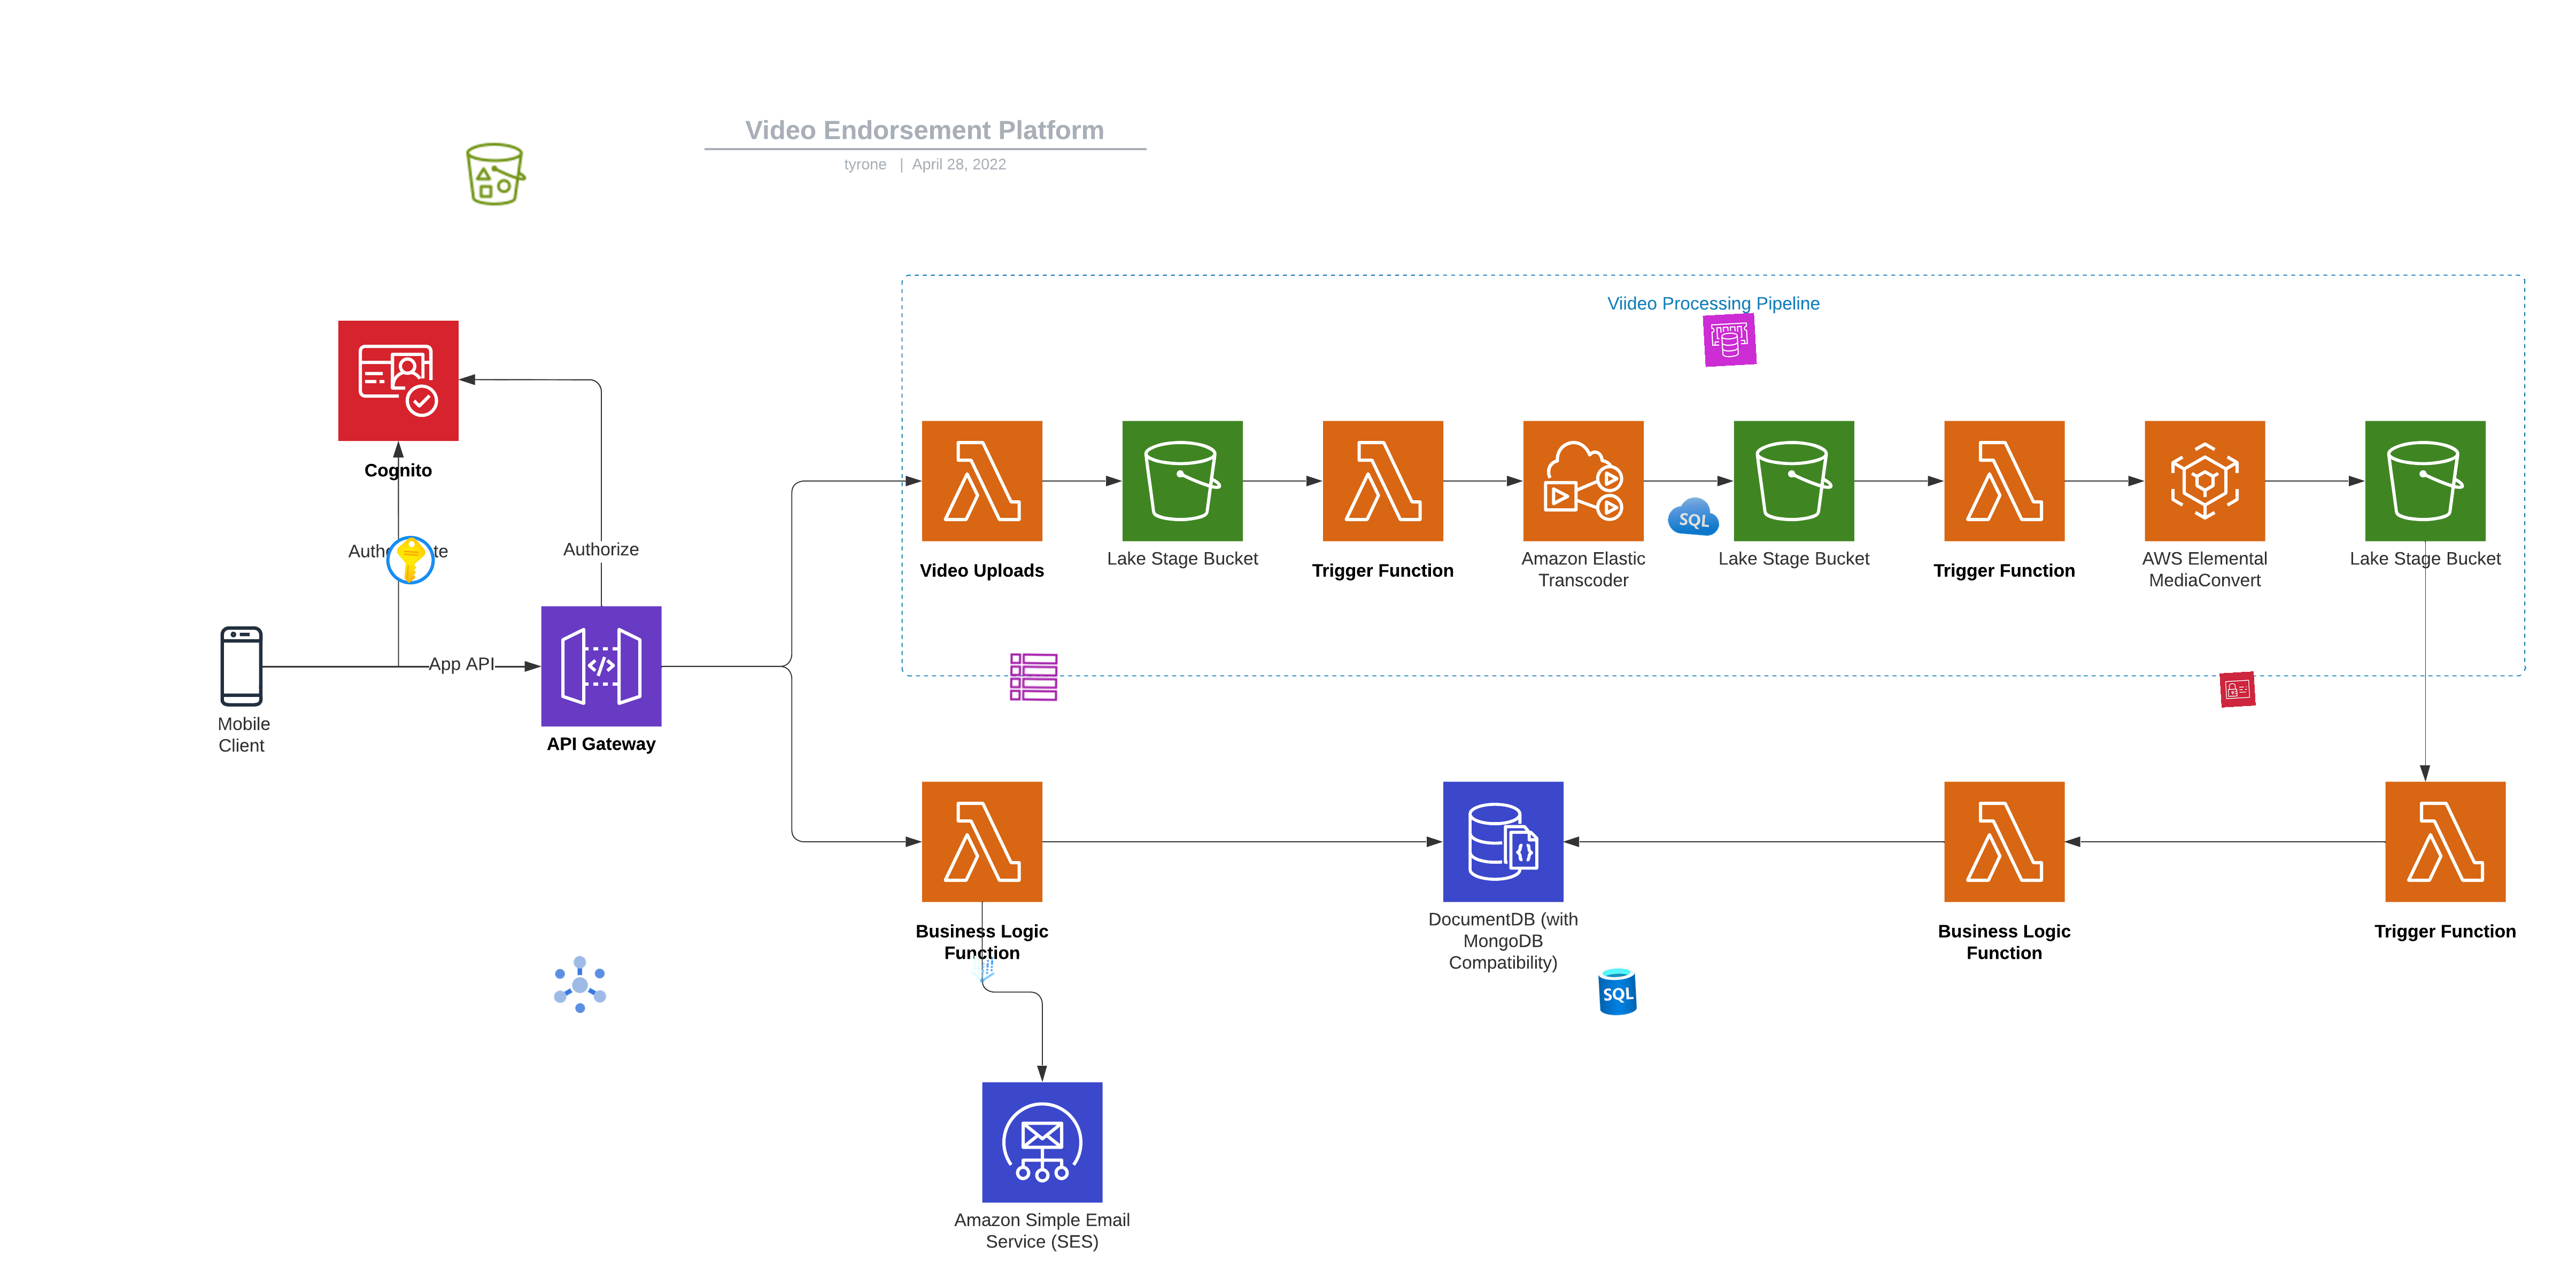 Video Endorsement Platform
tyrone | April 28, 2022
Viideo Processing Pipeline
Cognito
Authorize
App API
Mobile
Client
API Gateway
Video Uploads
Lake Stage Bucket
Trigger Function
Amazon Elastic
Transcoder
SQL
Lake Stage Bucket
Trigger Function
AWS Elemental
MediaConvert
Lake Stage Bucket
Business Logic
Function
DocumentDB (with
MongoDB
Compatibility)
SQL
Business Logic
Function
Trigger Function
Amazon Simple Email
Service (SES)